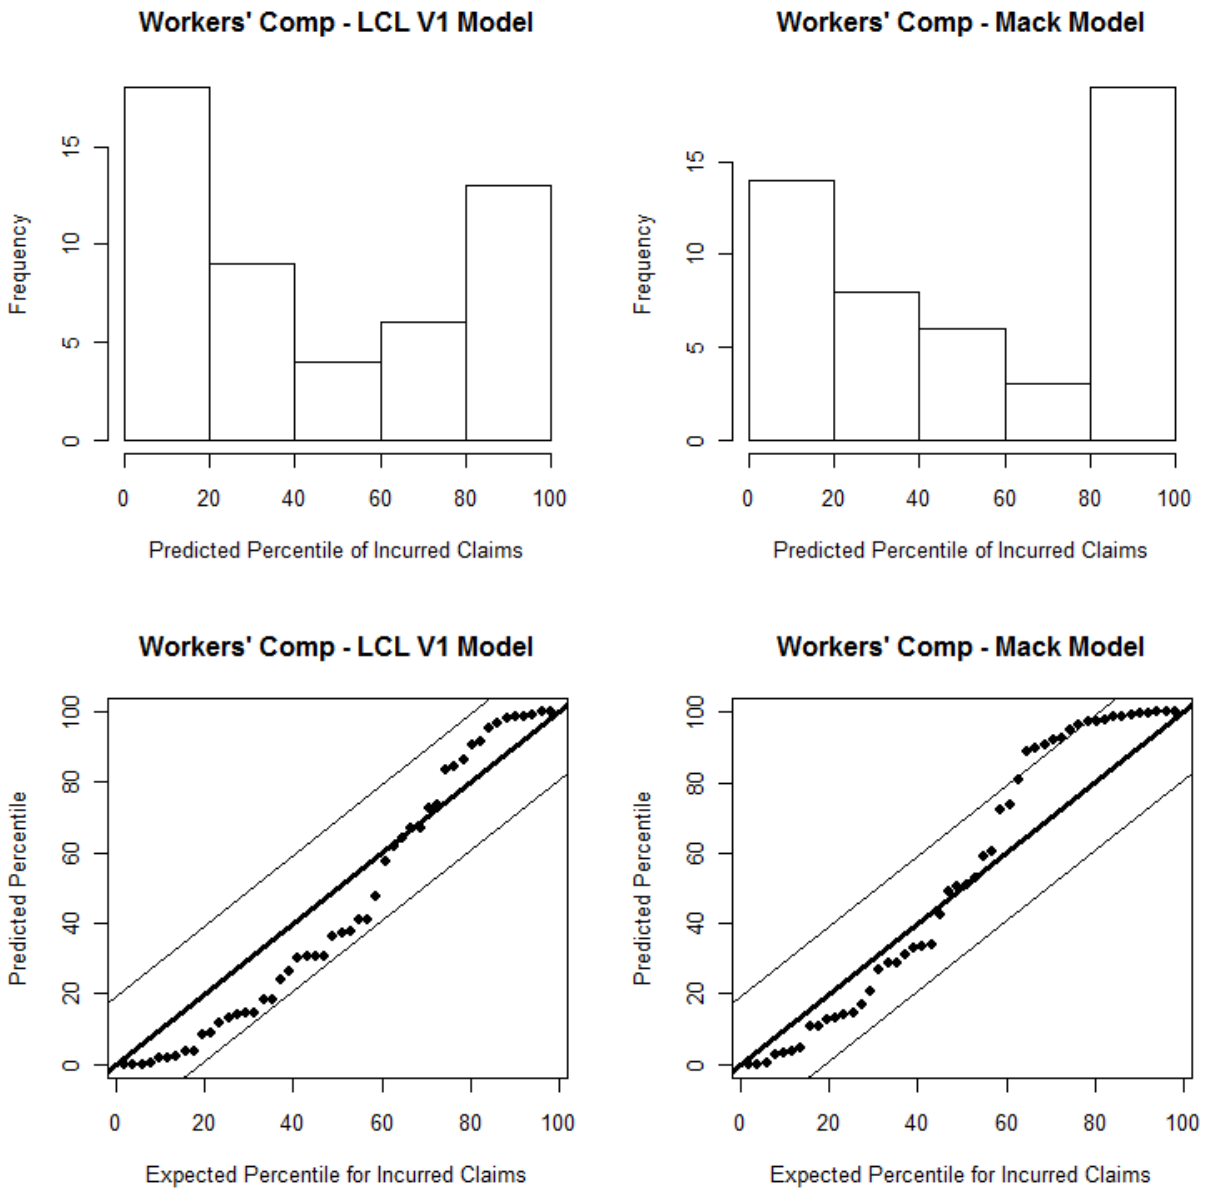 Workers' Comp - LCL V1 Model
Frequency
0
5
10
15
0 20 40 60 80 100
Predicted Percentile of Incurred Claims
Workers' Comp - Mack Model
Frequency
0
5
10
15
0 20 40 60 80 100
Predicted Percentile of Incurred Claims
Workers' Comp - LCL V1 Model
Predicted Percentile
0
20
40
60
80
100
0 20 40 60 80 100
Expected Percentile for Incurred Claims
Workers' Comp - Mack Model
Predicted Percentile
0
20
40
60
80
100
0 20 40 60 80 100
Expected Percentile for Incurred Claims